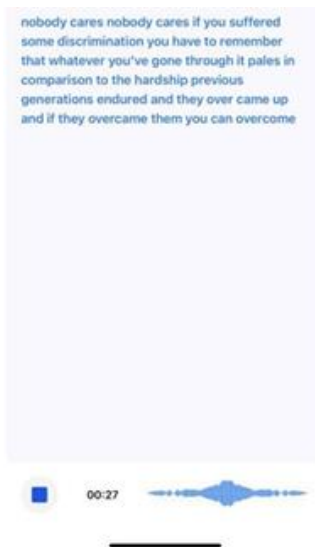 nobody cares nobody cares if you suffered
some discrimination you have to remember
that whatever you've gone through it pales in
comparison to the hardship previous
generations endured and they over came up
and if they overcame them you can overcome
00:27